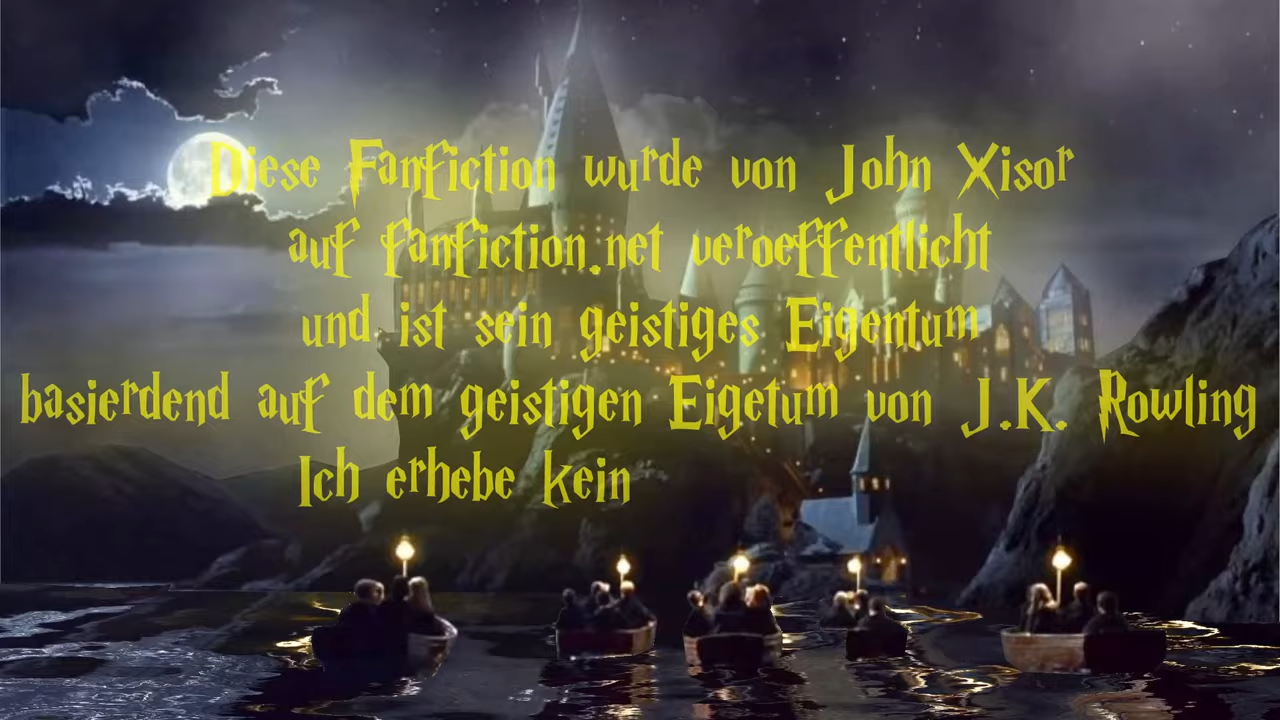 Diese Fanfiction wurde von John Xisor
auf fanfiction.net veroeffentlicht
und ist sein geistiges Eigentum
basierdend auf dem geistigen Eigetum von J.K. Rowling
Ich erhebe kein